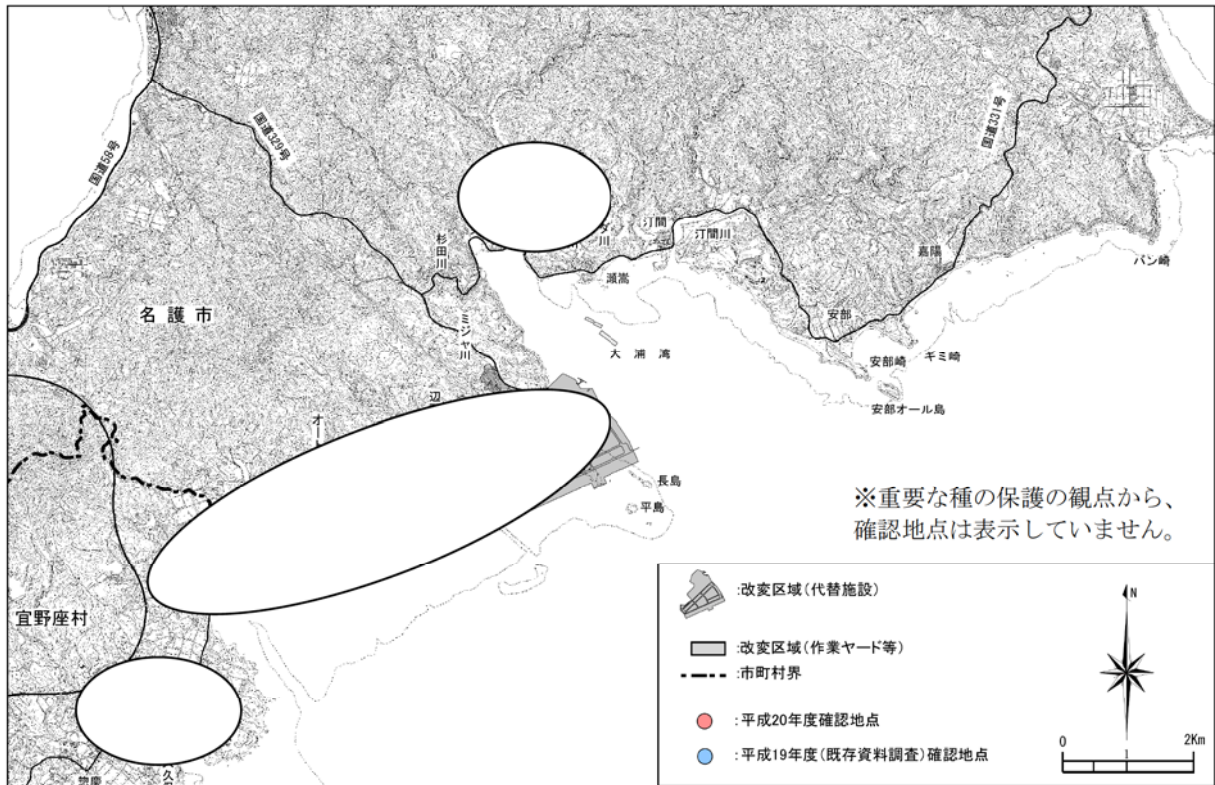 国道58号
国道329号
国道331号
汀間
ダ川
汀間川
杉田川
嘉陽
バン崎
瀬嵩
名護市
ミジャ川
大浦湾
安部
安部崎
ギミ崎
安部オール島
辺
オー
長島
平島
※重要な種の保護の観点から、
確認地点は表示していません。
宜野座村
:改変区域(代替施設)
:改変区域(作業ヤード等)
:市町村界
:平成20年度確認地点
:平成19年度(既存資料調査)確認地点
N
0 2Km